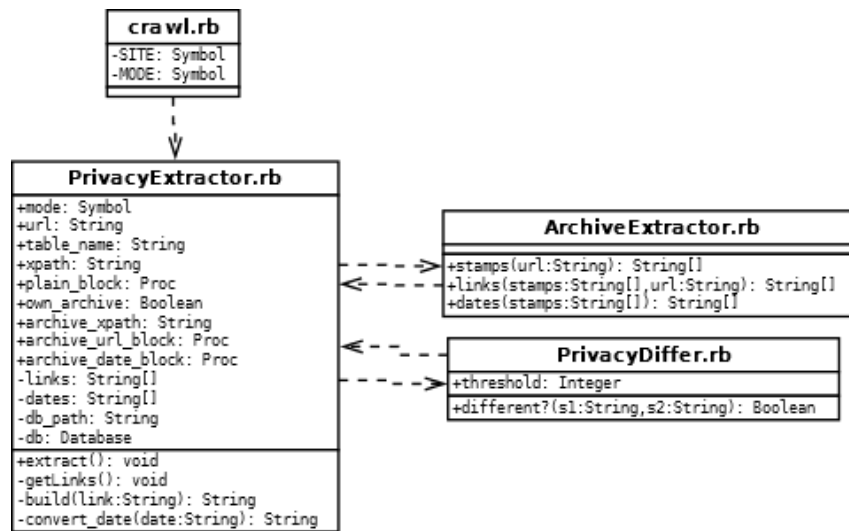 crawl.rb
-SITE: Symbol
-MODE: Symbol
PrivacyExtractor.rb
+mode: Symbol
+url: String
+table_name: String
+xpath: String
+plain_block: Proc
+own_archive: Boolean
+archive_xpath: String
+archive_url_block: Proc
+archive_date_block: Proc
-links: String[]
-dates: String[]
-db_path: String
-db: Database
+extract(): void
-getLinks(): void
-build(link:String): String
-convert_date(date:String): String
ArchiveExtractor.rb
+stamps(url:String): String[]
+links(stamps:String[],url:String): String[]
+dates(stamps:String[]): String[]
PrivacyDiffer.rb
+threshold: Integer
+different?(s1:String,s2:String): Boolean